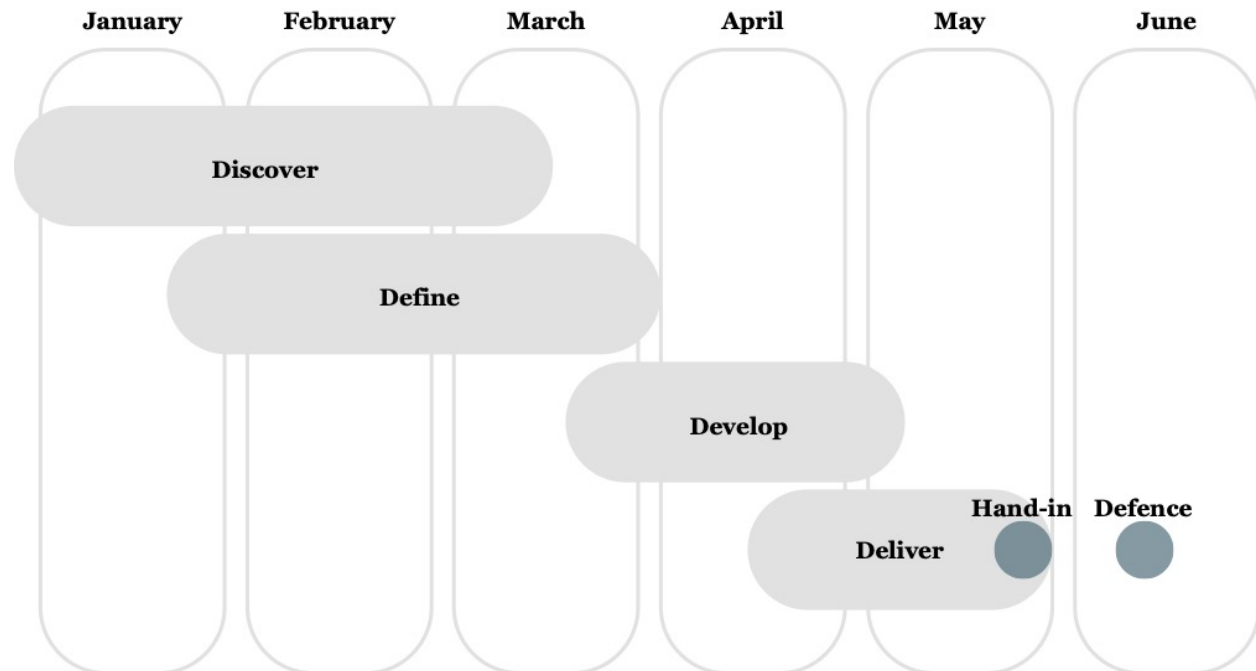 January February March April May June
Discover
Define
Develop
Hand-in Defence
Deliver